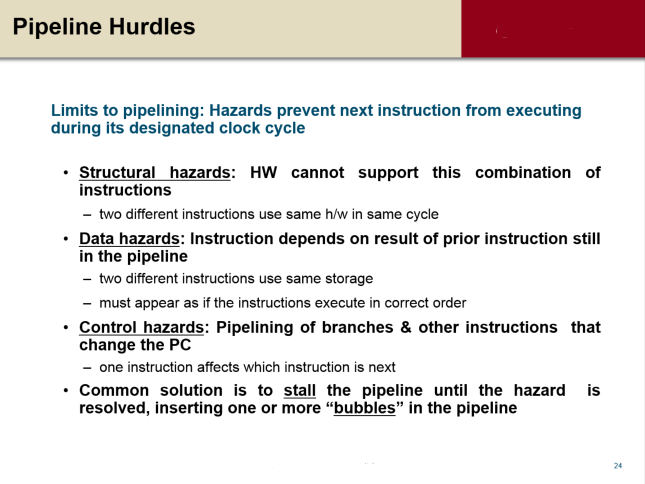 Pipeline Hurdles
Limits to pipelining: Hazards prevent next instruction from executing
during its designated clock cycle
• Structural hazards: HW cannot support this combination of
instructions
– two different instructions use same h/w in same cycle
• Data hazards: Instruction depends on result of prior instruction still
in the pipeline
– two different instructions use same storage
– must appear as if the instructions execute in correct order
• Control hazards: Pipelining of branches & other instructions that
change the PC
– one instruction affects which instruction is next
• Common solution is to stall the pipeline until the hazard is
resolved, inserting one or more “bubbles” in the pipeline
24